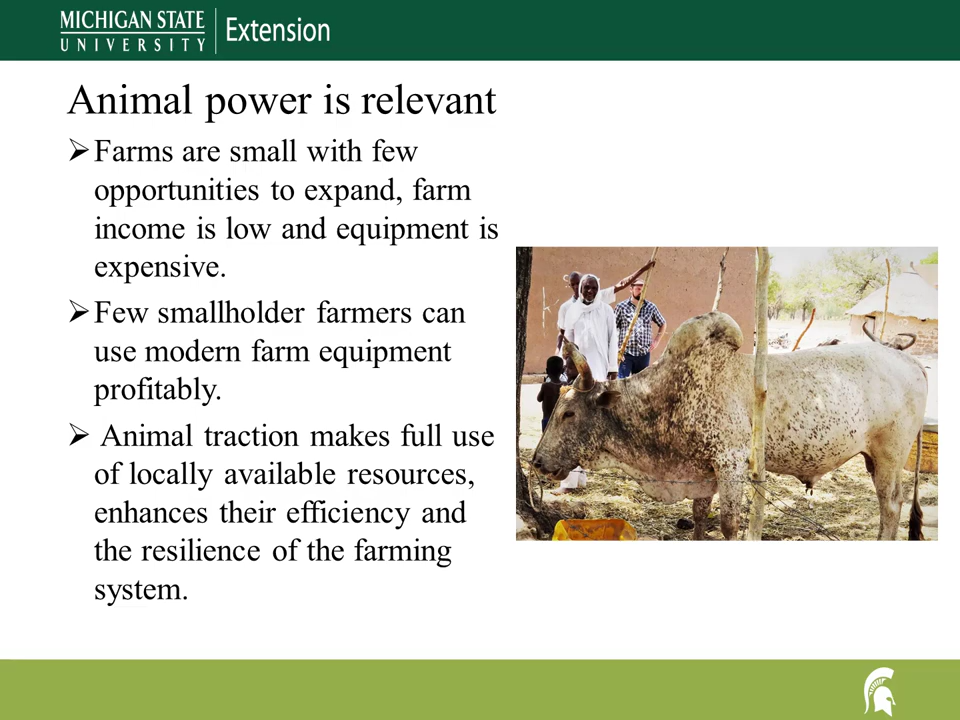 MICHIGAN STATE
UNIVERSITY
Extension
Animal power is relevant
➢Farms are small with few
opportunities to expand, farm
income is low and equipment is
expensive.
➢Few smallholder farmers can
use modern farm equipment
profitably.
➢ Animal traction makes full use
of locally available resources,
enhances their efficiency and
the resilience of the farming
system.